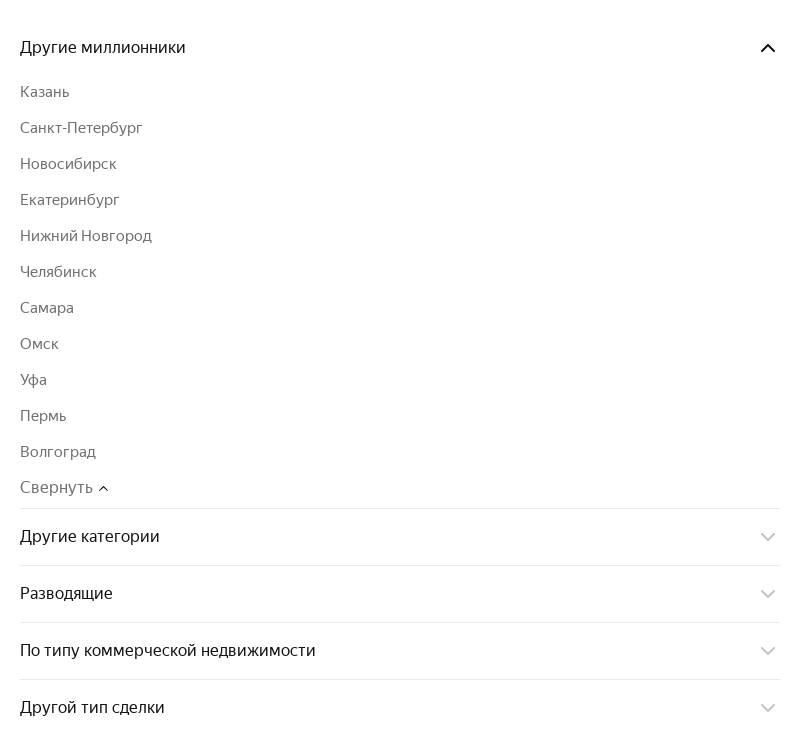 Другие миллионники
Казань
Санкт-Петербург
Новосибирск
Екатеринбург
Нижний Новгород
Челябинск
Самара
Омск
Уфа
Пермь
Волгоград
Свернуть
Другие категории
Разводящие
По типу коммерческой недвижимости
Другой тип сделки